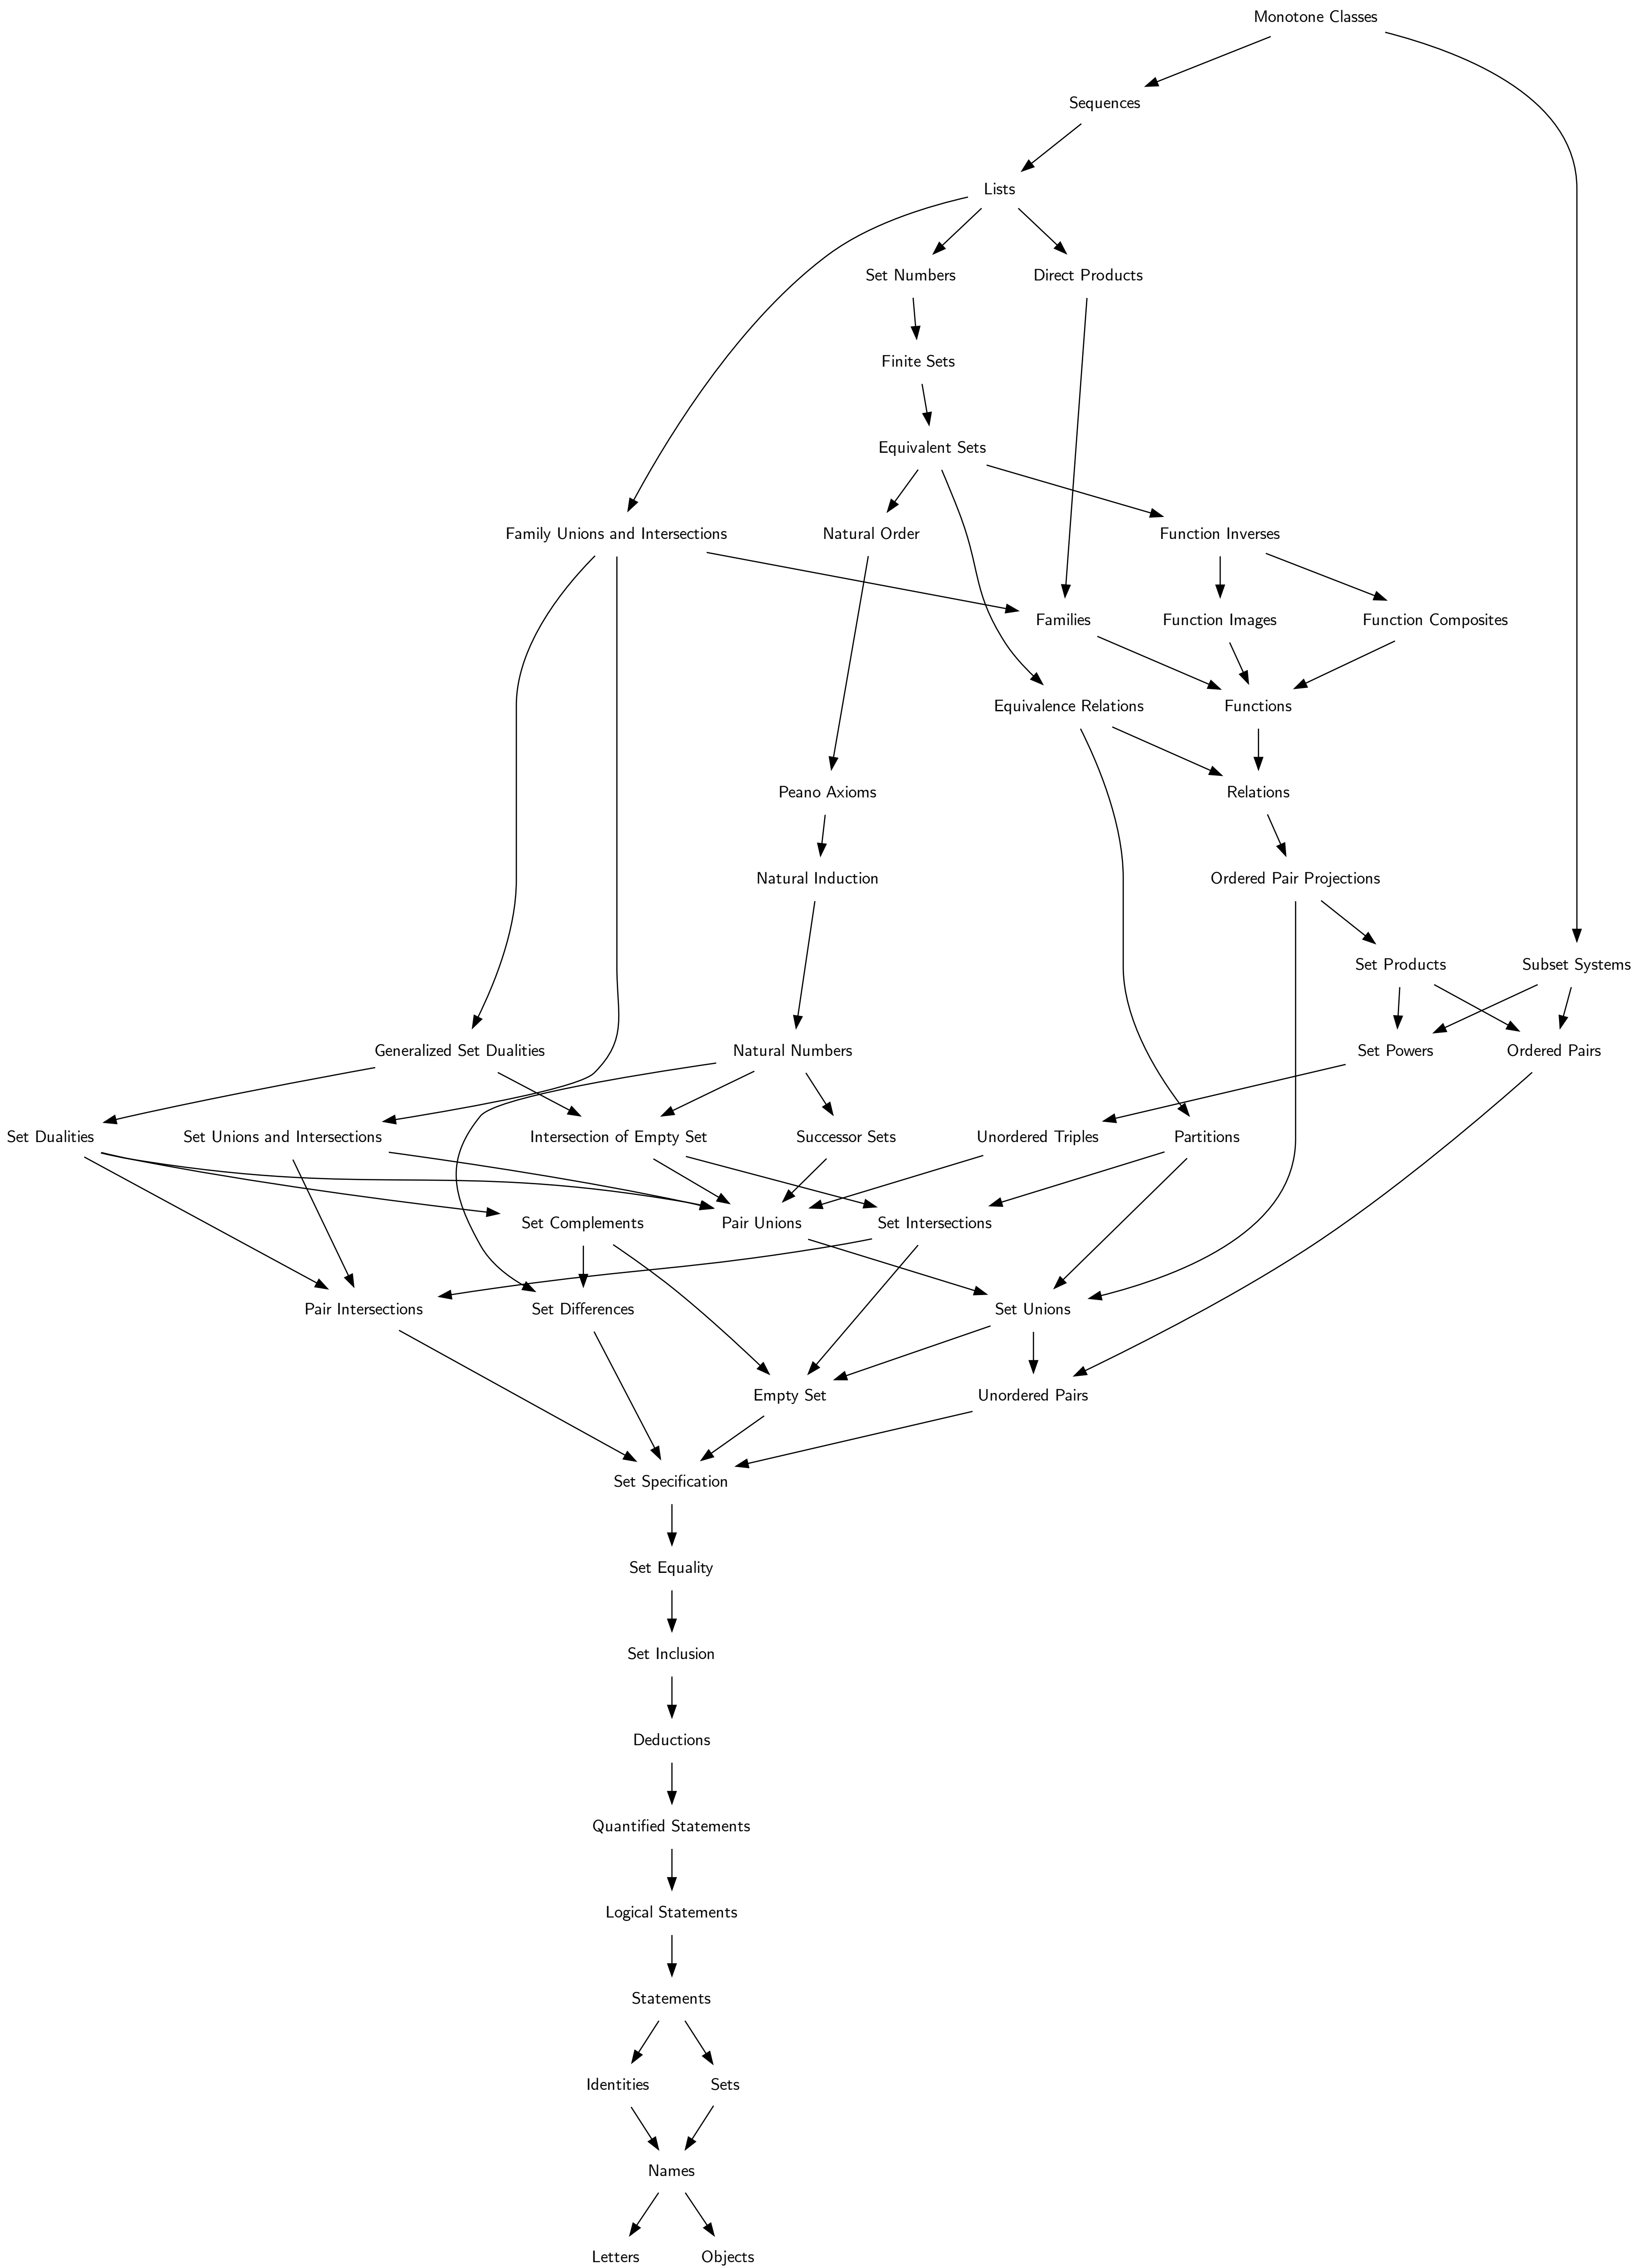 Monotone Classes
Sequences
Lists
Set Numbers
Direct Products
Finite Sets
Equivalent Sets
Family Unions and Intersections
Natural Order
Function Inverses
Families
Function Images
Function Composites
Equivalence Relations
Functions
Peano Axioms
Relations
Natural Induction
Ordered Pair Projections
Set Products
Subset Systems
Generalized Set Dualities
Natural Numbers
Set Powers
Ordered Pairs
Set Dualities
Set Unions and Intersections
Intersection of Empty Set
Successor Sets
Unordered Triples
Partitions
Set Complements
Pair Unions
Set Intersections
Pair Intersections
Set Differences
Set Unions
Empty Set
Unordered Pairs
Set Specification
Set Equality
Set Inclusion
Deductions
Quantified Statements
Logical Statements
Statements
Identities
Sets
Names
Letters
Objects